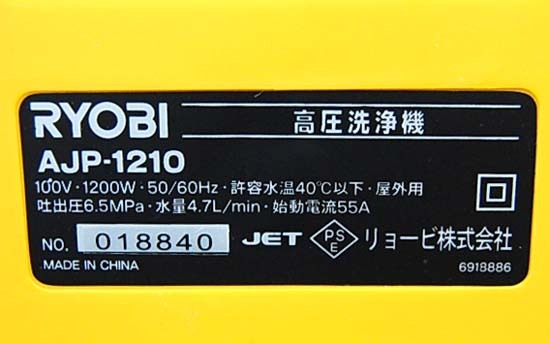 RYOBI 高圧洗浄機
AJP-1210
100V・1200W・50/60Hz・許容水温40℃以下・屋外用
吐出圧6.5MPa・水量4.7L/min・始動電流55A
NO. 018840 JET PSE リョービ株式会社
MADE IN CHINA 6918886